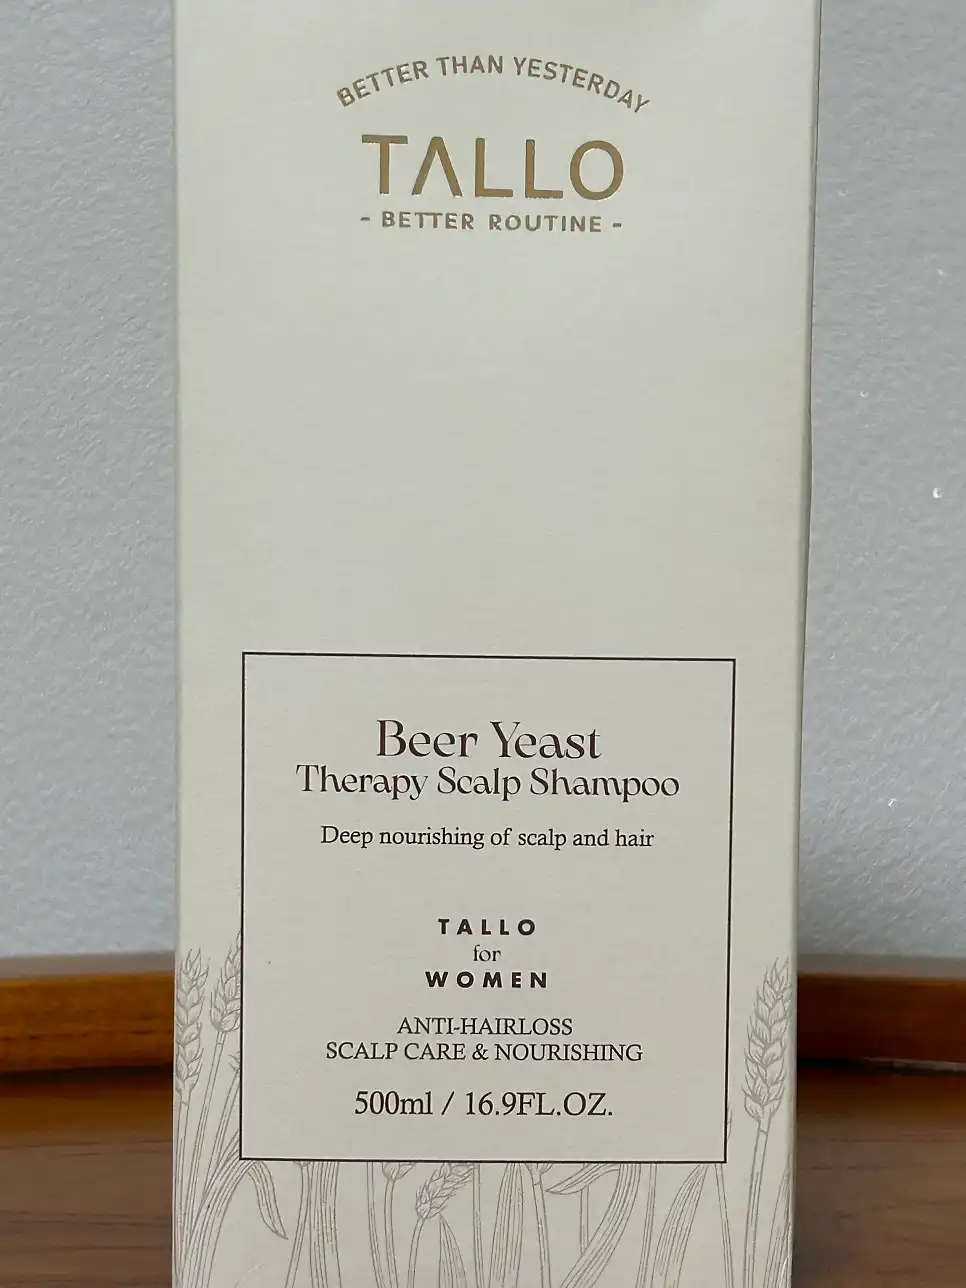 BETTER THAN YESTERDAY
TALLO
- BETTER ROUTINE -
Beer Yeast
Therapy Scalp Shampoo
Deep nourishing of scalp and hair
TALLO
for
WOMEN
ANTI-HAIRLOSS
SCALP CARE & NOURISHING
500ml / 16.9FL.OZ.